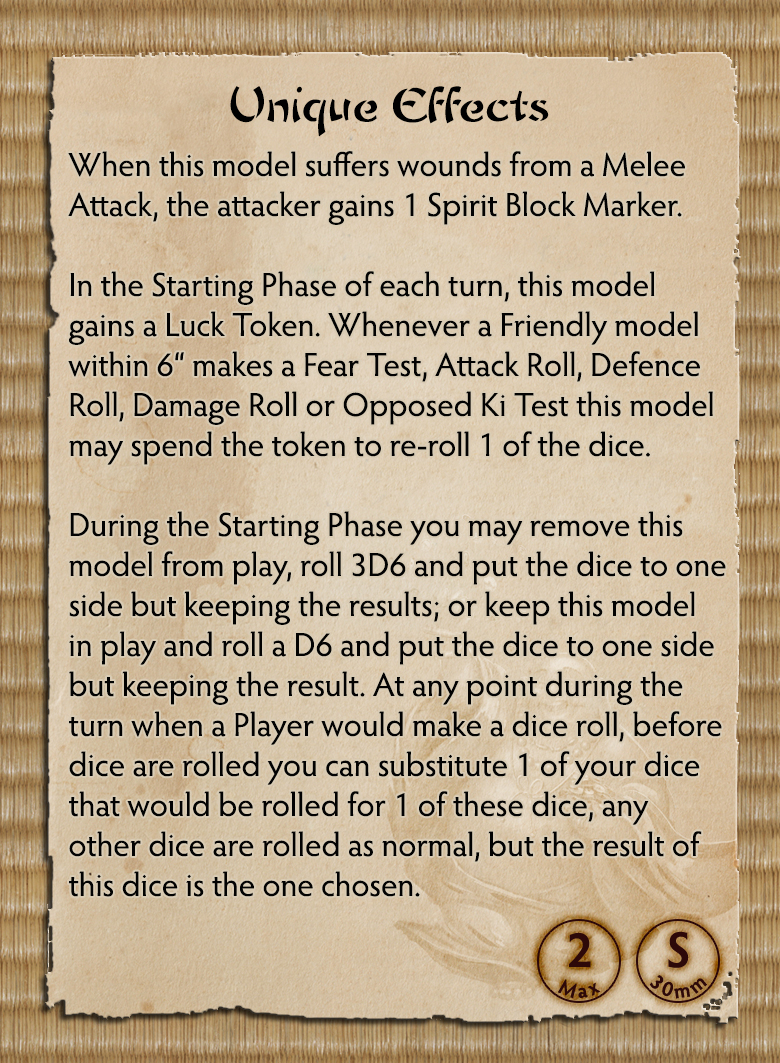 Unique Effects
When this model suffers wounds from a Melee
Attack, the attacker gains 1 Spirit Block Marker.
In the Starting Phase of each turn, this model
gains a Luck Token. Whenever a Friendly model
within 6“ makes a Fear Test, Attack Roll, Defence
Roll, Damage Roll or Opposed Ki Test this model
may spend the token to re-roll 1 of the dice.
During the Starting Phase you may remove this
model from play, roll 3D6 and put the dice to one
side but keeping the results; or keep this model
in play and roll a D6 and put the dice to one side
but keeping the result. At any point during the
turn when a Player would make a dice roll, before
dice are rolled you can substitute 1 of your dice
that would be rolled for 1 of these dice, any
other dice are rolled as normal, but the result of
this dice is the one chosen.
2 S
Max 30mm